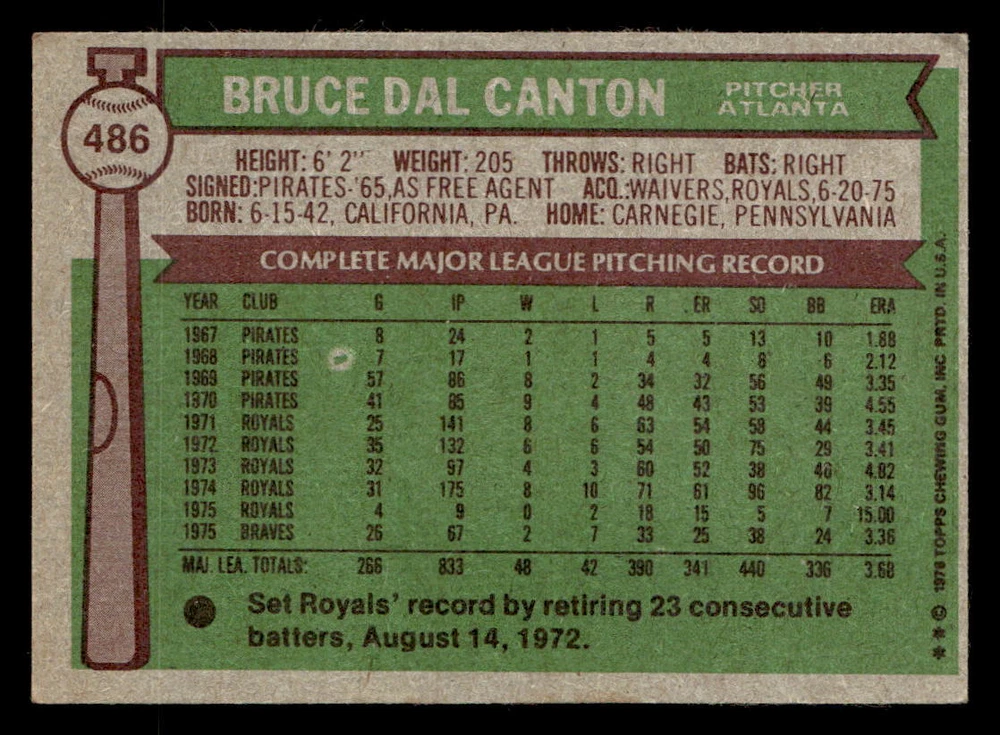 BRUCE DAL CANTON
PITCHER
ATLANTA
486
HEIGHT: 6' 2" WEIGHT: 205 THROWS: RIGHT BATS: RIGHT
SIGNED: PIRATES-'65, AS FREE AGENT ACQ.: WAIVERS, ROYALS, 6-20-75
BORN: 6-15-42, CALIFORNIA, PA. HOME: CARNEGIE, PENNSYLVANIA
COMPLETE MAJOR LEAGUE PITCHING RECORD
YEAR CLUB G IP W L R ER SO BB ERA
1967 PIRATES 8 24 2 1 5 5 13 10 1.88
1968 PIRATES 7 17 1 1 4 4 8 6 2.12
1969 PIRATES 57 86 8 2 34 32 56 49 3.35
1970 PIRATES 41 85 9 4 48 43 53 39 4.55
1971 ROYALS 25 141 8 6 63 54 58 44 3.45
1972 ROYALS 35 132 6 6 54 50 75 29 3.41
1973 ROYALS 32 97 4 3 60 52 38 46 4.82
1974 ROYALS 31 175 8 10 71 61 96 82 3.14
1975 ROYALS 4 9 0 2 18 15 5 7 15.00
1975 BRAVES 26 67 2 7 33 25 38 24 3.36
MAJ. LEA. TOTALS: 266 833 48 42 390 341 440 336 3.68
Set Royals' record by retiring 23 consecutive
batters, August 14, 1972.
** © 1976 TOPPS CHEWING GUM, INC. PRTD. IN U.S.A.